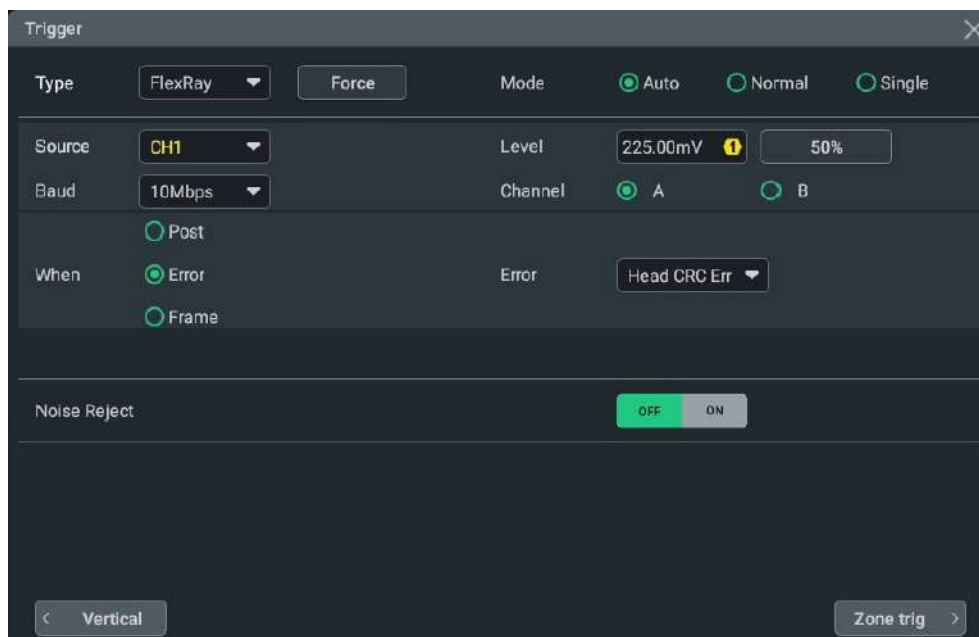 Trigger
Type FlexRay Force Mode Auto Normal Single
Source CH1 Level 225.00mV 1 50%
Baud 10Mbps Channel A B
Post
When Error Error Head CRC Err
Frame
Noise Reject OFF ON
< Vertical Zone trig >